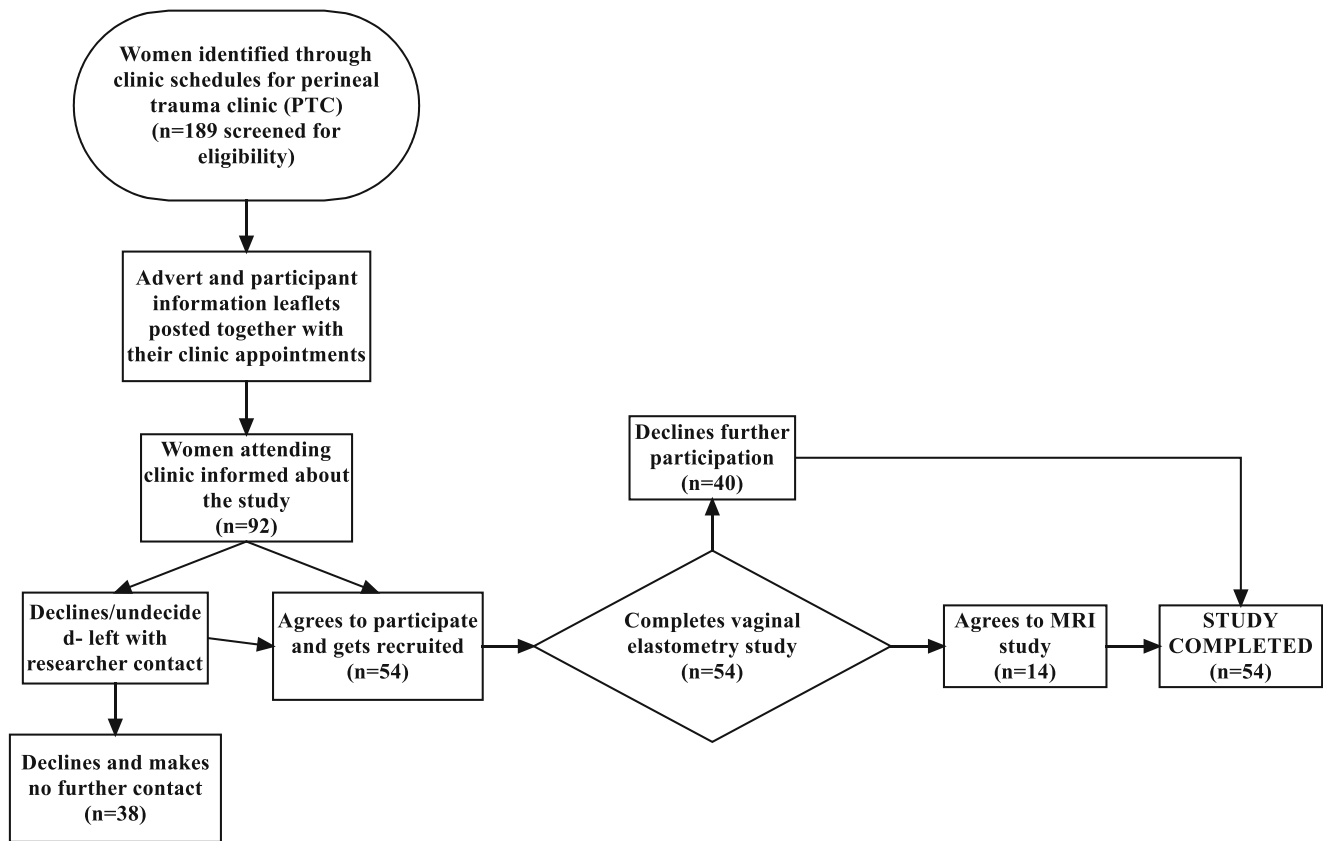 Women identified through
clinic schedules for perineal
trauma clinic (PTC)
(n=189 screened for
eligibility)
Advert and participant
information leaflets
posted together with
their clinic appointments
Women attending
clinic informed about
the study
(n=92)
Declines/undecide
d- left with
researcher contact
Declines and makes
no further contact
(n=38)
Agrees to participate
and gets recruited
(n=54)
Completes vaginal
elastometry study
(n=54)
Declines further
participation
(n=40)
Agrees to MRI
study
(n=14)
STUDY
COMPLETED
(n=54)